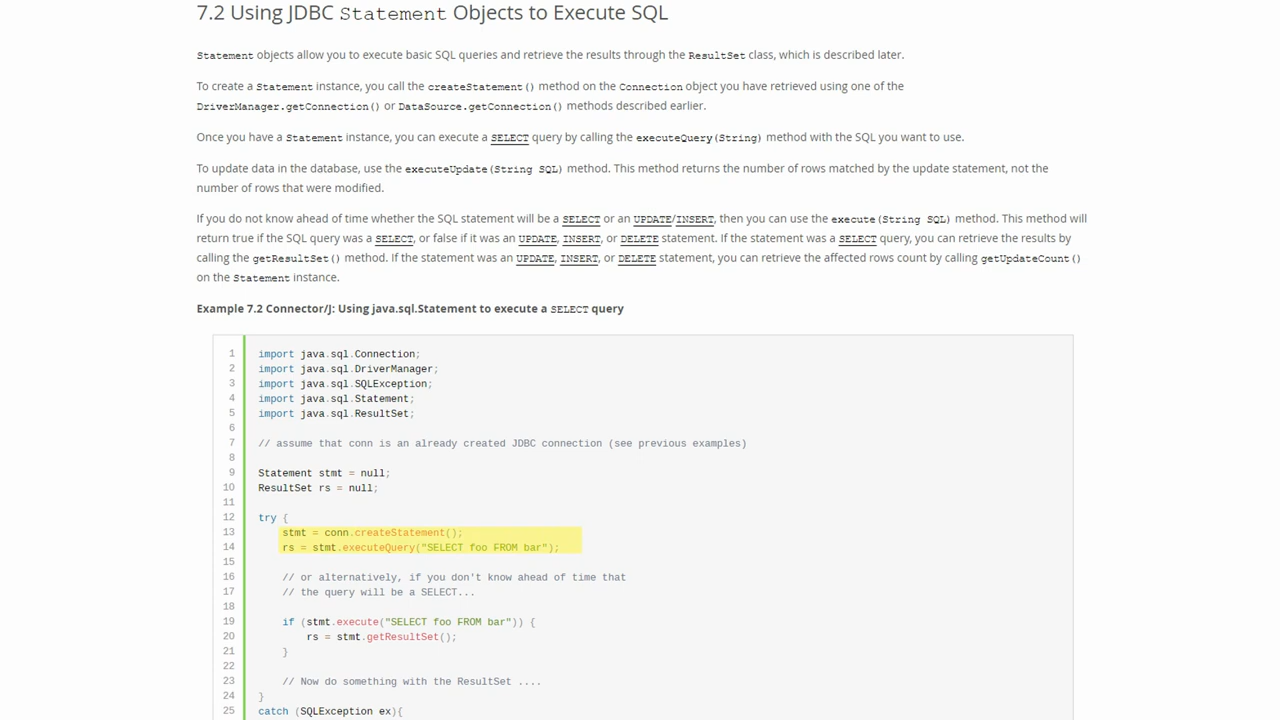 7.2 Using JDBC Statement Objects to Execute SQL
Statement objects allow you to execute basic SQL queries and retrieve the results through the ResultSet class, which is described later.
To create a Statement instance, you call the createStatement() method on the Connection object you have retrieved using one of the
DriverManager.getConnection() or DataSource.getConnection() methods described earlier.
Once you have a Statement instance, you can execute a SELECT query by calling the executeQuery(String) method with the SQL you want to use.
To update data in the database, use the executeUpdate(String SQL) method. This method returns the number of rows matched by the update statement, not the
number of rows that were modified.
If you do not know ahead of time whether the SQL statement will be a SELECT or an UPDATE/INSERT, then you can use the execute(String SQL) method. This method will
return true if the SQL query was a SELECT, or false if it was an UPDATE, INSERT, or DELETE statement. If the statement was a SELECT query, you can retrieve the results by
calling the getResultSet() method. If the statement was an UPDATE, INSERT, or DELETE statement, you can retrieve the affected rows count by calling getUpdateCount()
on the Statement instance.
Example 7.2 Connector/J: Using java.sql.Statement to execute a SELECT query
1 import java.sql.Connection;
2 import java.sql.DriverManager;
3 import java.sql.SQLException;
4 import java.sql.Statement;
5 import java.sql.ResultSet;
6
7 // assume that conn is an already created JDBC connection (see previous examples)
8
9 Statement stmt = null;
10 ResultSet rs = null;
11
12 try {
13 stmt = conn.createStatement();
14 rs = stmt.executeQuery("SELECT foo FROM bar");
15
16 // or alternatively, if you don't know ahead of time that
17 // the query will be a SELECT...
18
19 if (stmt.execute("SELECT foo FROM bar")) {
20 rs = stmt.getResultSet();
21 }
22
23 // Now do something with the ResultSet ....
24 }
25 catch (SQLException ex){